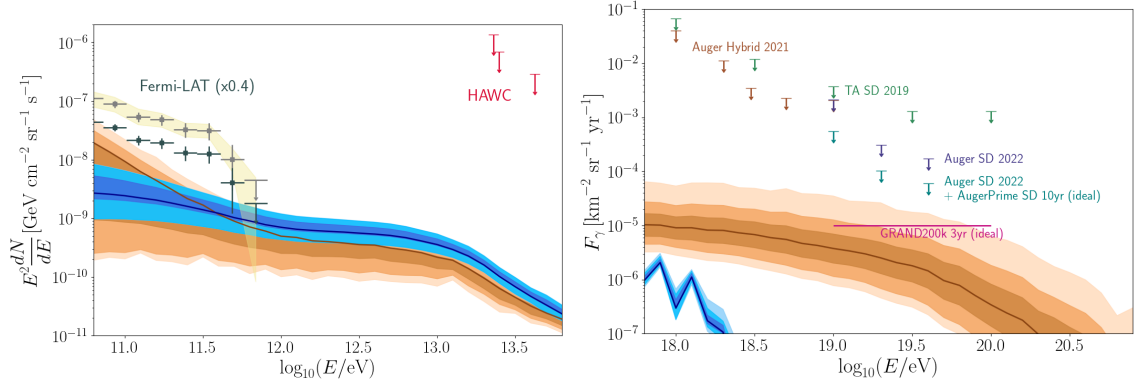 10⁻⁶
10⁻⁷
10⁻⁸
10⁻⁹
10⁻¹⁰
10⁻¹¹
E² dN/dE [GeV cm⁻² sr⁻¹ s⁻¹]
Fermi-LAT (x0.4)
HAWC
11.0 11.5 12.0 12.5 13.0 13.5
log₁₀(E/eV)
10⁻¹
10⁻²
10⁻³
10⁻⁴
10⁻⁵
10⁻⁶
10⁻⁷
F_γ [km⁻² sr⁻¹ yr⁻¹]
Auger Hybrid 2021
TA SD 2019
Auger SD 2022
Auger SD 2022
+ AugerPrime SD 10yr (ideal)
GRAND200k 3yr (ideal)
18.0 18.5 19.0 19.5 20.0 20.5
log₁₀(E/eV)